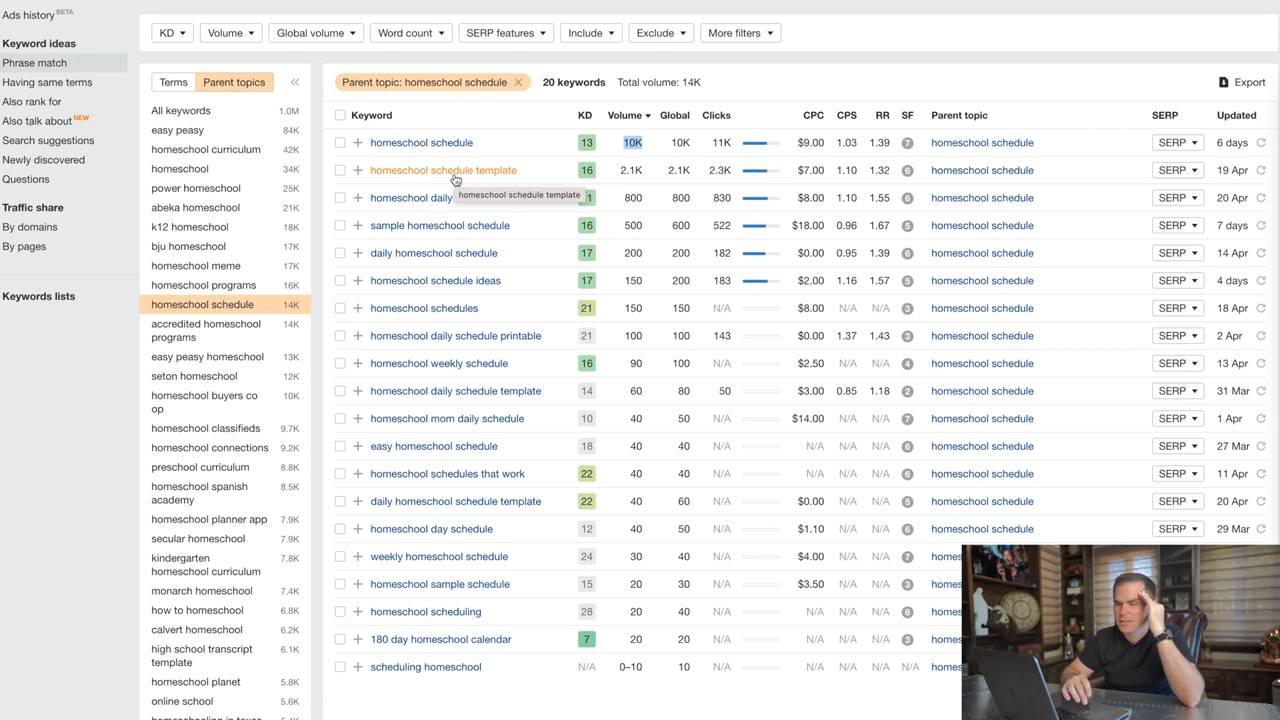 Ads history BETA
Keyword ideas
Phrase match
Having same terms
Also rank for
Also talk about NEW
Search suggestions
Newly discovered
Questions
Traffic share
By domains
By pages
Keywords lists
KD Volume Global volume Word count SERP features Include Exclude More filters
Terms Parent topics
All keywords 1.0M
easy peasy 84K
homeschool curriculum 42K
homeschool 34K
power homeschool 25K
abeka homeschool 21K
k12 homeschool 18K
bju homeschool 17K
homeschool meme 17K
homeschool programs 16K
homeschool schedule 14K
accredited homeschool 14K
programs
easy peasy homeschool 13K
seton homeschool 12K
homeschool buyers co 10K
op
homeschool classifieds 9.7K
homeschool connections 9.2K
preschool curriculum 8.8K
homeschool spanish 8.5K
academy
homeschool planner app 7.9K
secular homeschool 7.9K
kindergarten 7.8K
homeschool curriculum
monarch homeschool 7.4K
how to homeschool 6.8K
calvert homeschool 6.2K
high school transcript 6.1K
template
homeschool planet 5.8K
online school 5.6K
homeschooling in texas
Parent topic: homeschool schedule 20 keywords Total volume: 14K Export
Keyword KD Volume Global Clicks CPC CPS RR SF Parent topic SERP Updated
homeschool schedule 13 10K 10K 11K $9.00 1.03 1.39 7 homeschool schedule SERP 6 days
homeschool schedule template 16 2.1K 2.1K 2.3K $7.00 1.10 1.32 6 homeschool schedule SERP 19 Apr
homeschool schedule template
homeschool daily 1 800 800 830 $8.00 1.10 1.55 6 homeschool schedule SERP 20 Apr
sample homeschool schedule 16 500 600 522 $18.00 0.96 1.67 5 homeschool schedule SERP 7 days
daily homeschool schedule 17 200 200 182 $0.00 0.95 1.39 6 homeschool schedule SERP 14 Apr
homeschool schedule ideas 17 150 200 183 $2.00 1.16 1.57 5 homeschool schedule SERP 4 days
homeschool schedules 21 150 150 N/A $8.00 N/A N/A 3 homeschool schedule SERP 18 Apr
homeschool daily schedule printable 21 100 100 143 $0.00 1.37 1.43 3 homeschool schedule SERP 2 Apr
homeschool weekly schedule 16 90 100 N/A $2.50 N/A N/A 4 homeschool schedule SERP 13 Apr
homeschool daily schedule template 14 60 80 50 $3.00 0.85 1.18 2 homeschool schedule SERP 31 Mar
homeschool mom daily schedule 10 40 50 N/A $14.00 N/A N/A 7 homeschool schedule SERP 1 Apr
easy homeschool schedule 18 40 40 N/A N/A N/A N/A 6 homeschool schedule SERP 27 Mar
homeschool schedules that work 22 40 40 N/A N/A N/A N/A 6 homeschool schedule SERP 11 Apr
daily homeschool schedule template 22 40 60 N/A $0.00 N/A N/A 5 homeschool schedule SERP 20 Apr
homeschool day schedule 12 40 50 N/A $1.10 N/A N/A 6 homeschool schedule SERP 29 Mar
weekly homeschool schedule 24 30 40 N/A $4.00 N/A N/A 7 homes
homeschool sample schedule 15 20 30 N/A $3.50 N/A N/A 3 homes
homeschool scheduling 28 20 40 N/A N/A N/A N/A 6 homes
180 day homeschool calendar 7 20 20 N/A N/A N/A N/A 3 homes
scheduling homeschool N/A 0–10 10 N/A N/A N/A N/A N/A homes